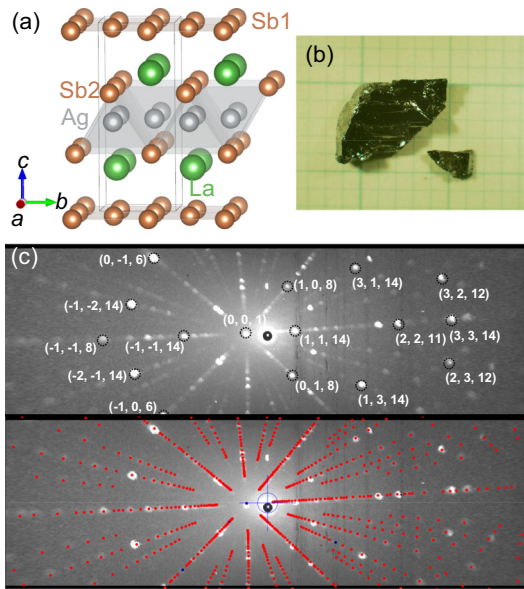 (a)
Sb1
Sb2
Ag
La
c
b
a
(b)
(c)
(0, -1, 6)
(3, 1, 14)
(1, 0, 8)
(3, 2, 12)
(-1, -2, 14)
(0, 0, 1)
(-1, -1, 8)
(-1, -1, 14)
(1, 1, 14)
(2, 2, 11)
(3, 3, 14)
(-2, -1, 14)
(0, 1, 8)
(1, 3, 14)
(2, 3, 12)
(-1, 0, 6)